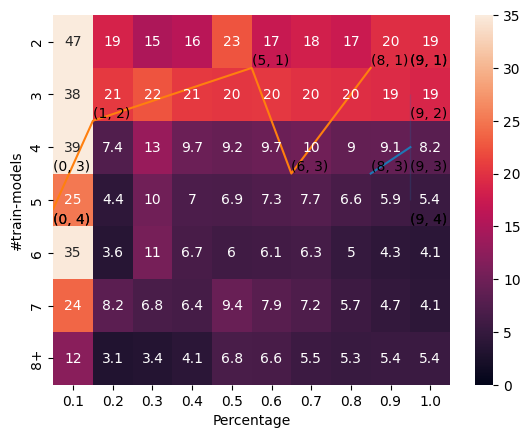 2 47 19 15 16 23 17 18 17 20 19 35
(5, 1) (8, 1) (9, 1)
3 38 21 22 21 20 20 20 20 19 19 30
(1, 2) (9, 2)
4 39 7.4 13 9.7 9.2 9.7 10 9 9.1 8.2 25
(0, 3) (6, 3) (8, 3) (9, 3)
5 25 4.4 10 7 6.9 7.3 7.7 6.6 5.9 5.4 20
(0, 4) (9, 4)
6 35 3.6 11 6.7 6 6.1 6.3 5 4.3 4.1 15
7 24 8.2 6.8 6.4 9.4 7.9 7.2 5.7 4.7 4.1 10
8+ 12 3.1 3.4 4.1 6.8 6.6 5.5 5.3 5.4 5.4 5
0
0.1 0.2 0.3 0.4 0.5 0.6 0.7 0.8 0.9 1.0
Percentage
#train-models